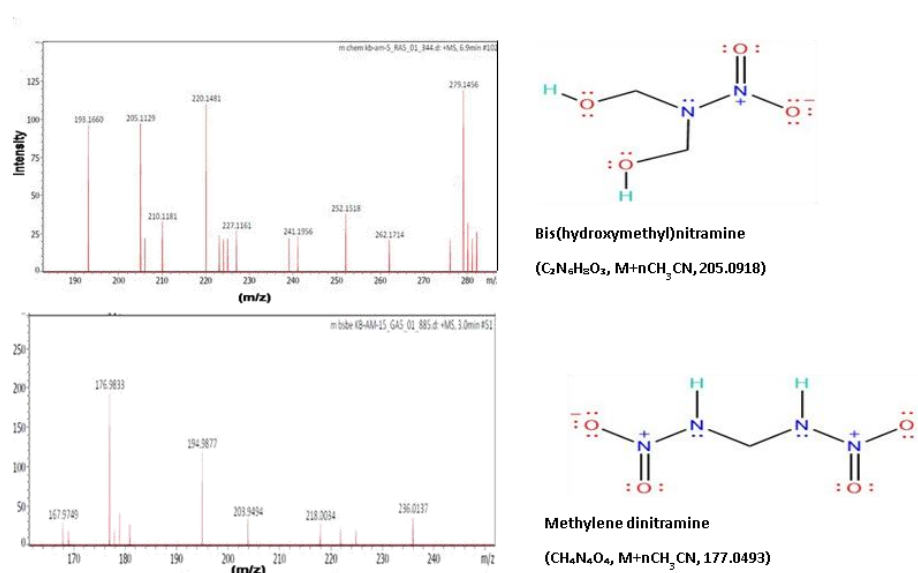 m chem kb-am-5_RA5_01_344.d: +MS, 6.9min #102
Intensity
125
100
75
50
25
0
193.1660
205.1129
210.1181
220.1481
227.1161
241.1956
252.1518
262.1714
279.1456
190
200
210
220
230
240
250
260
270
280
m/z
(m/z)
H
O
N
N
+
O
O
−
O
H
Bis(hydroxymethyl)nitramine
(C₂N₆H₈O₃, M+nCH₃CN, 205.0918)
m bsbe KB-AM-15_GA5_01_885.d: +MS, 3.0min #51
250
200
150
100
50
0
167.9749
176.9833
194.9877
203.9494
218.0034
236.0137
170
180
190
200
210
220
230
240
m/z
(m/z)
H
H
−
O
N
+
N
N
N
+
O
O
O
Methylene dinitramine
(CH₄N₄O₄, M+nCH₃CN, 177.0493)